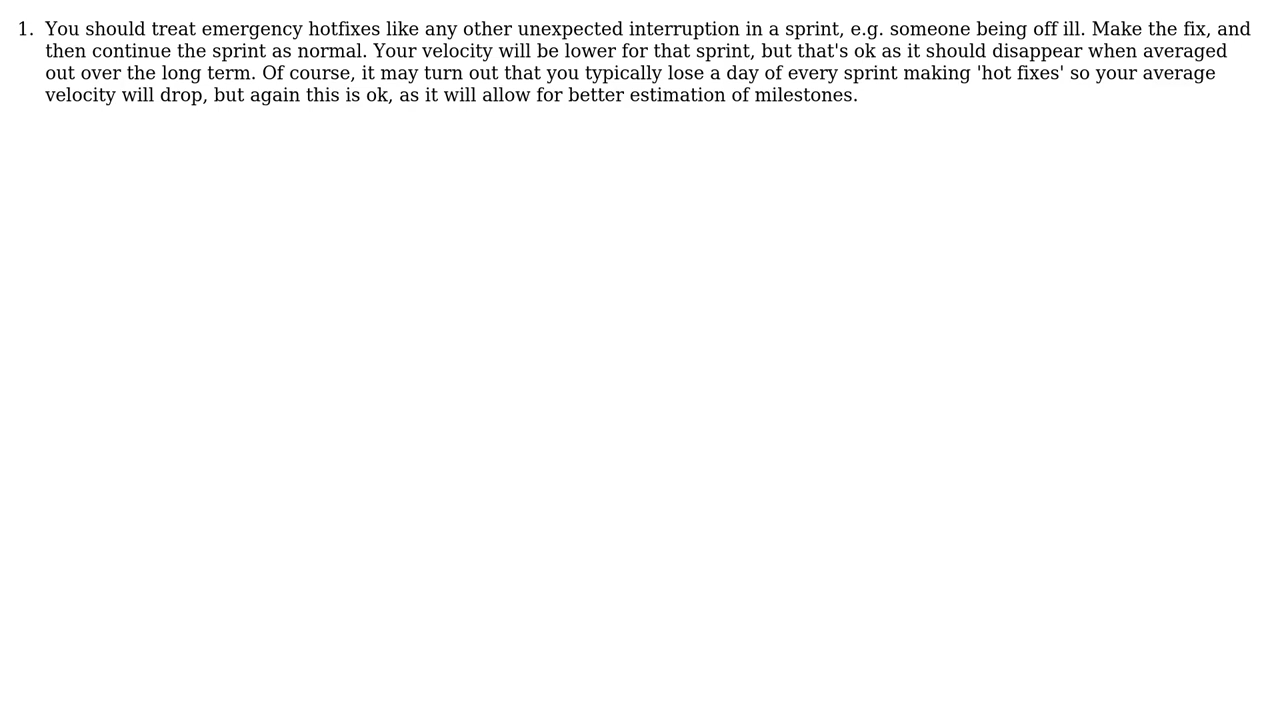 1. You should treat emergency hotfixes like any other unexpected interruption in a sprint, e.g. someone being off ill. Make the fix, and
then continue the sprint as normal. Your velocity will be lower for that sprint, but that's ok as it should disappear when averaged
out over the long term. Of course, it may turn out that you typically lose a day of every sprint making 'hot fixes' so your average
velocity will drop, but again this is ok, as it will allow for better estimation of milestones.